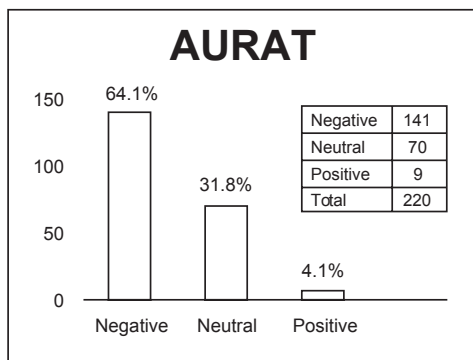 AURAT
64.1%
150
Negative 141
Neutral 70
Positive 9
Total 220
100
31.8%
50
4.1%
0
Negative Neutral Positive